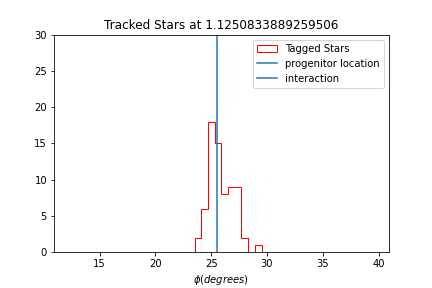 Tracked Stars at 1.1250833889259506
30
25
20
15
10
5
0
Tagged Stars
progenitor location
interaction
15 20 25 30 35 40
ϕ(degrees)